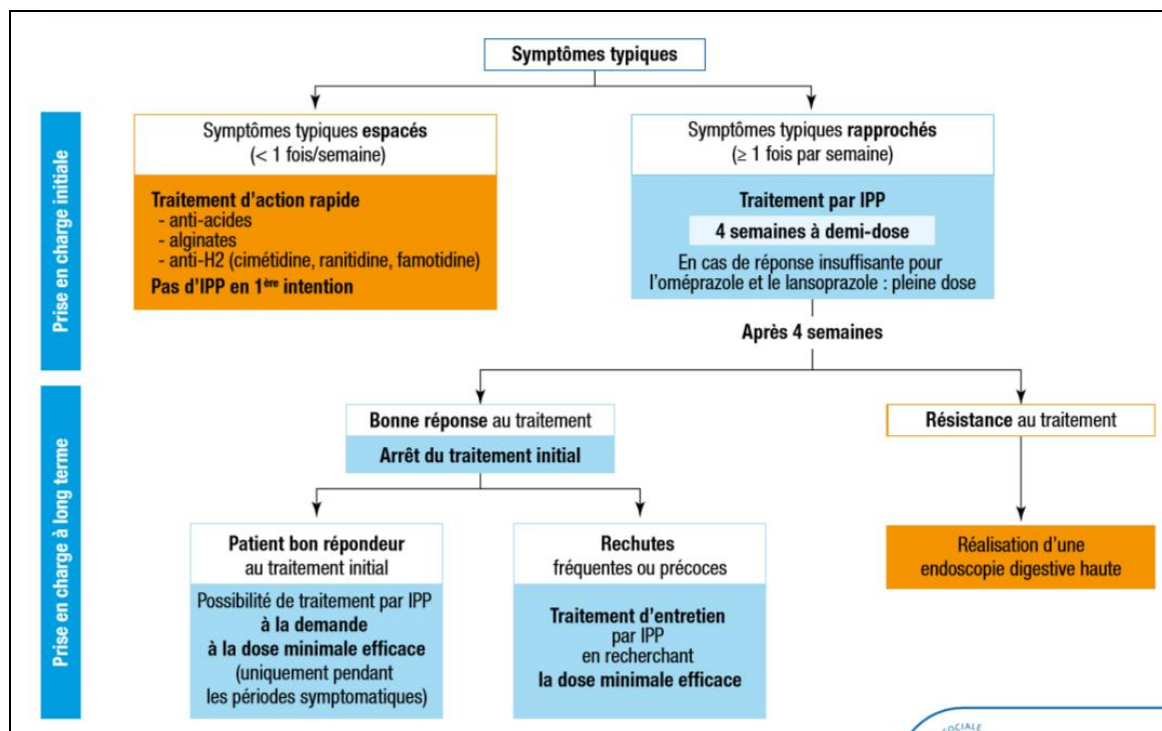 Symptômes typiques
Prise en charge initiale
Symptômes typiques espacés
(< 1 fois/semaine)
Traitement d'action rapide
- anti-acides
- alginates
- anti-H2 (cimétidine, ranitidine, famotidine)
Pas d'IPP en 1ère intention
Symptômes typiques rapprochés
(≥ 1 fois par semaine)
Traitement par IPP
4 semaines à demi-dose
En cas de réponse insuffisante pour
l'oméprazole et le lansoprazole : pleine dose
Après 4 semaines
Prise en charge à long terme
Bonne réponse au traitement
Arrêt du traitement initial
Résistance au traitement
Patient bon répondeur
au traitement initial
Possibilité de traitement par IPP
à la demande
à la dose minimale efficace
(uniquement pendant
les périodes symptomatiques)
Rechutes
fréquentes ou précoces
Traitement d'entretien
par IPP
en recherchant
la dose minimale efficace
Réalisation d'une
endoscopie digestive haute
SOCIALE